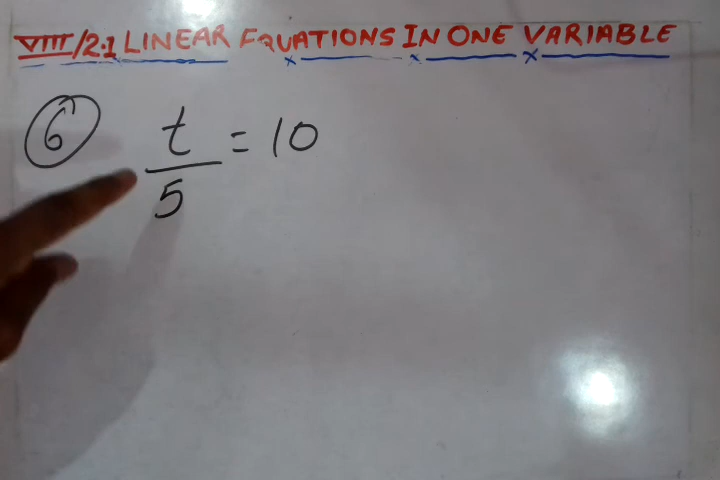 VIII/2.1 LINEAR EQUATIONS IN ONE VARIABLE
6 t/5 = 10